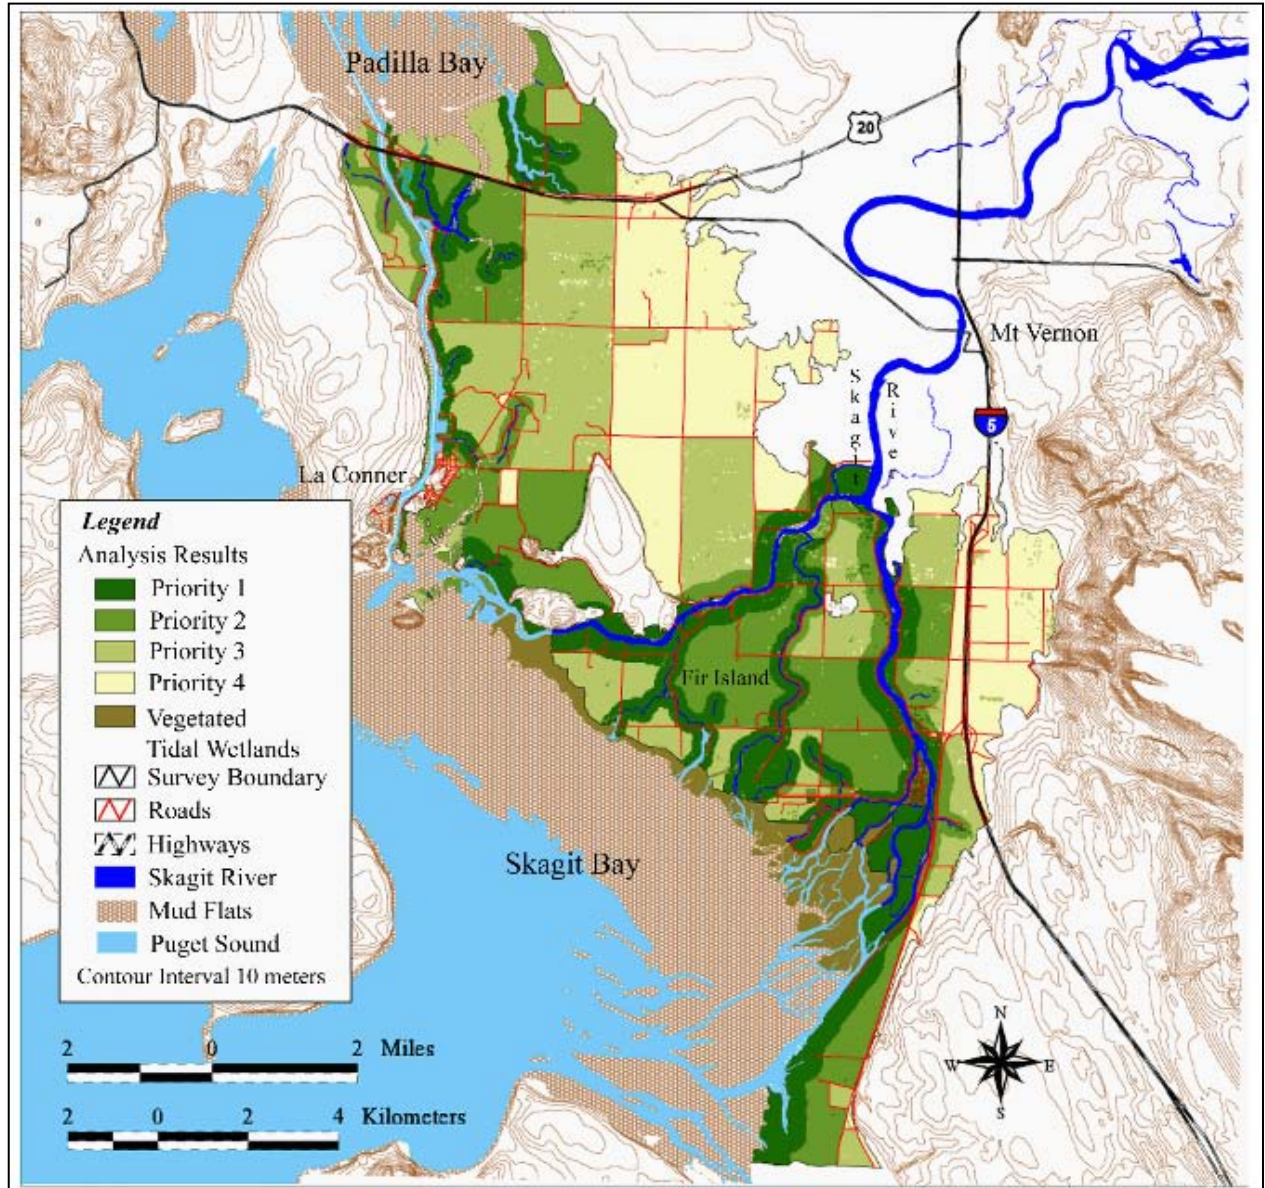 Padilla Bay
20
Mt Vernon
Skagit
River
5
La Conner
Fir Island
Skagit Bay
Legend
Analysis Results
Priority 1
Priority 2
Priority 3
Priority 4
Vegetated
Tidal Wetlands
Survey Boundary
Roads
Highways
Skagit River
Mud Flats
Puget Sound
Contour Interval 10 meters
2 0 2 Miles
2 0 2 4 Kilometers
N
W E
S